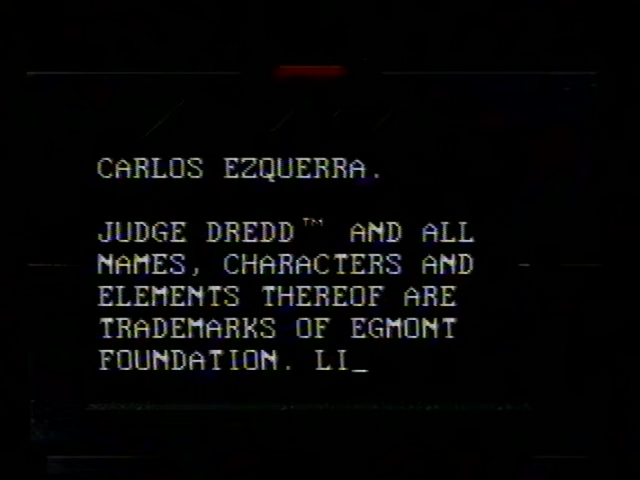 CARLOS EZQUERRA.
JUDGE DREDD™ AND ALL
NAMES, CHARACTERS AND
ELEMENTS THEREOF ARE
TRADEMARKS OF EGMONT
FOUNDATION. LI_